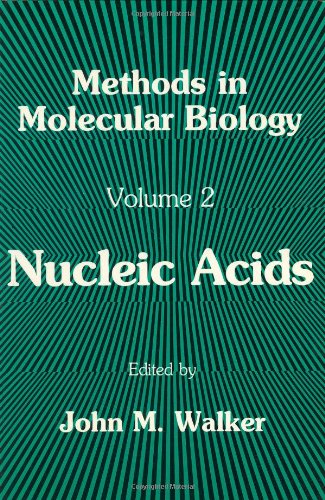 Methods in
Molecular Biology
Volume 2
Nucleic Acids
Edited by
John M. Walker